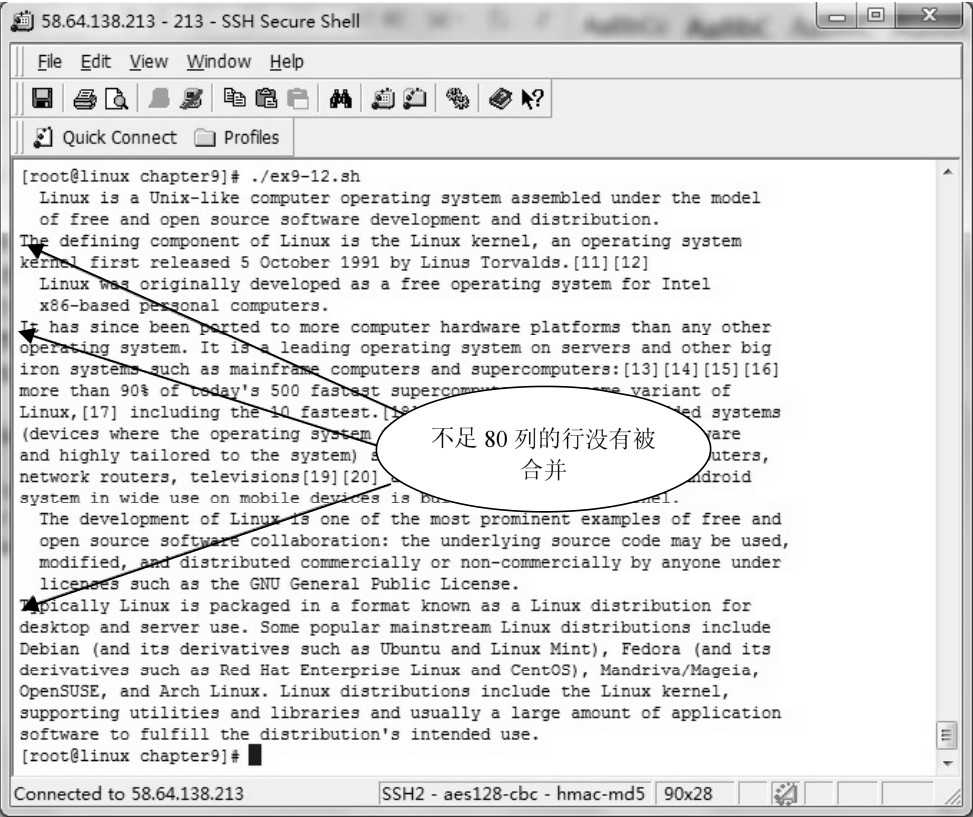 58.64.138.213 - 213 - SSH Secure Shell
File Edit View Window Help
Quick Connect Profiles
[root@linux chapter9]# ./ex9-12.sh
Linux is a Unix-like computer operating system assembled under the model
of free and open source software development and distribution.
The defining component of Linux is the Linux kernel, an operating system
kernel first released 5 October 1991 by Linus Torvalds.[11][12]
Linux was originally developed as a free operating system for Intel
x86-based personal computers.
It has since been ported to more computer hardware platforms than any other
operating system. It is a leading operating system on servers and other big
iron systems such as mainframe computers and supercomputers:[13][14][15][16]
more than 90% of today's 500 fastest variant of
Linux,[17] including the 10 fastest. systems
(devices where the operating system
and highly tailored to the system)
network routers, televisions[19][20]
system in wide use on mobile devices is
不足 80 列的行没有被
合并
The development of Linux is one of the most prominent examples of free and
open source software collaboration: the underlying source code may be used,
modified, and distributed commercially or non-commercially by anyone under
licenses such as the GNU General Public License.
Typically Linux is packaged in a format known as a Linux distribution for
desktop and server use. Some popular mainstream Linux distributions include
Debian (and its derivatives such as Ubuntu and Linux Mint), Fedora (and its
derivatives such as Red Hat Enterprise Linux and CentOS), Mandriva/Mageia,
OpenSUSE, and Arch Linux. Linux distributions include the Linux kernel,
supporting utilities and libraries and usually a large amount of application
software to fulfill the distribution's intended use.
[root@linux chapter9]#
Connected to 58.64.138.213 SSH2 - aes128-cbc - hmac-md5 90x28